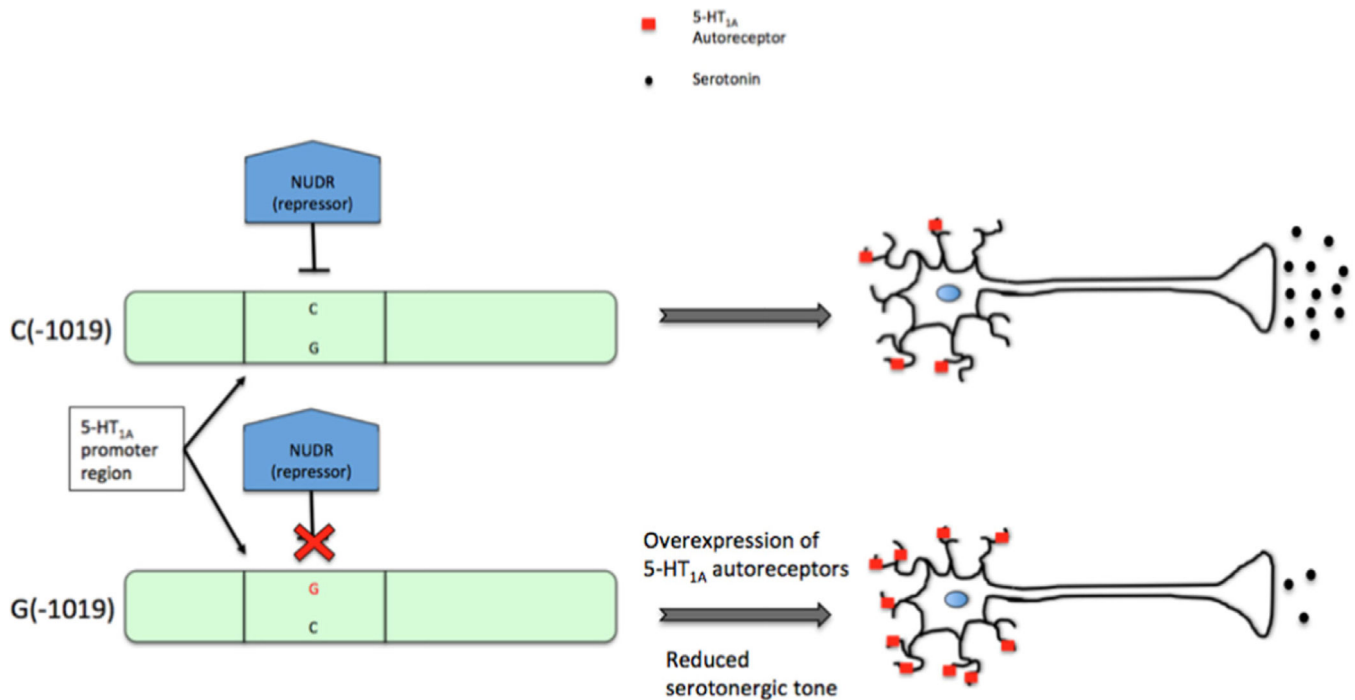 5-HT1A
Autoreceptor
Serotonin
NUDR
(repressor)
C(-1019)
C
G
5-HT1A
promoter
region
NUDR
(repressor)
G(-1019)
G
C
Overexpression of
5-HT1A autoreceptors
Reduced
serotonergic tone